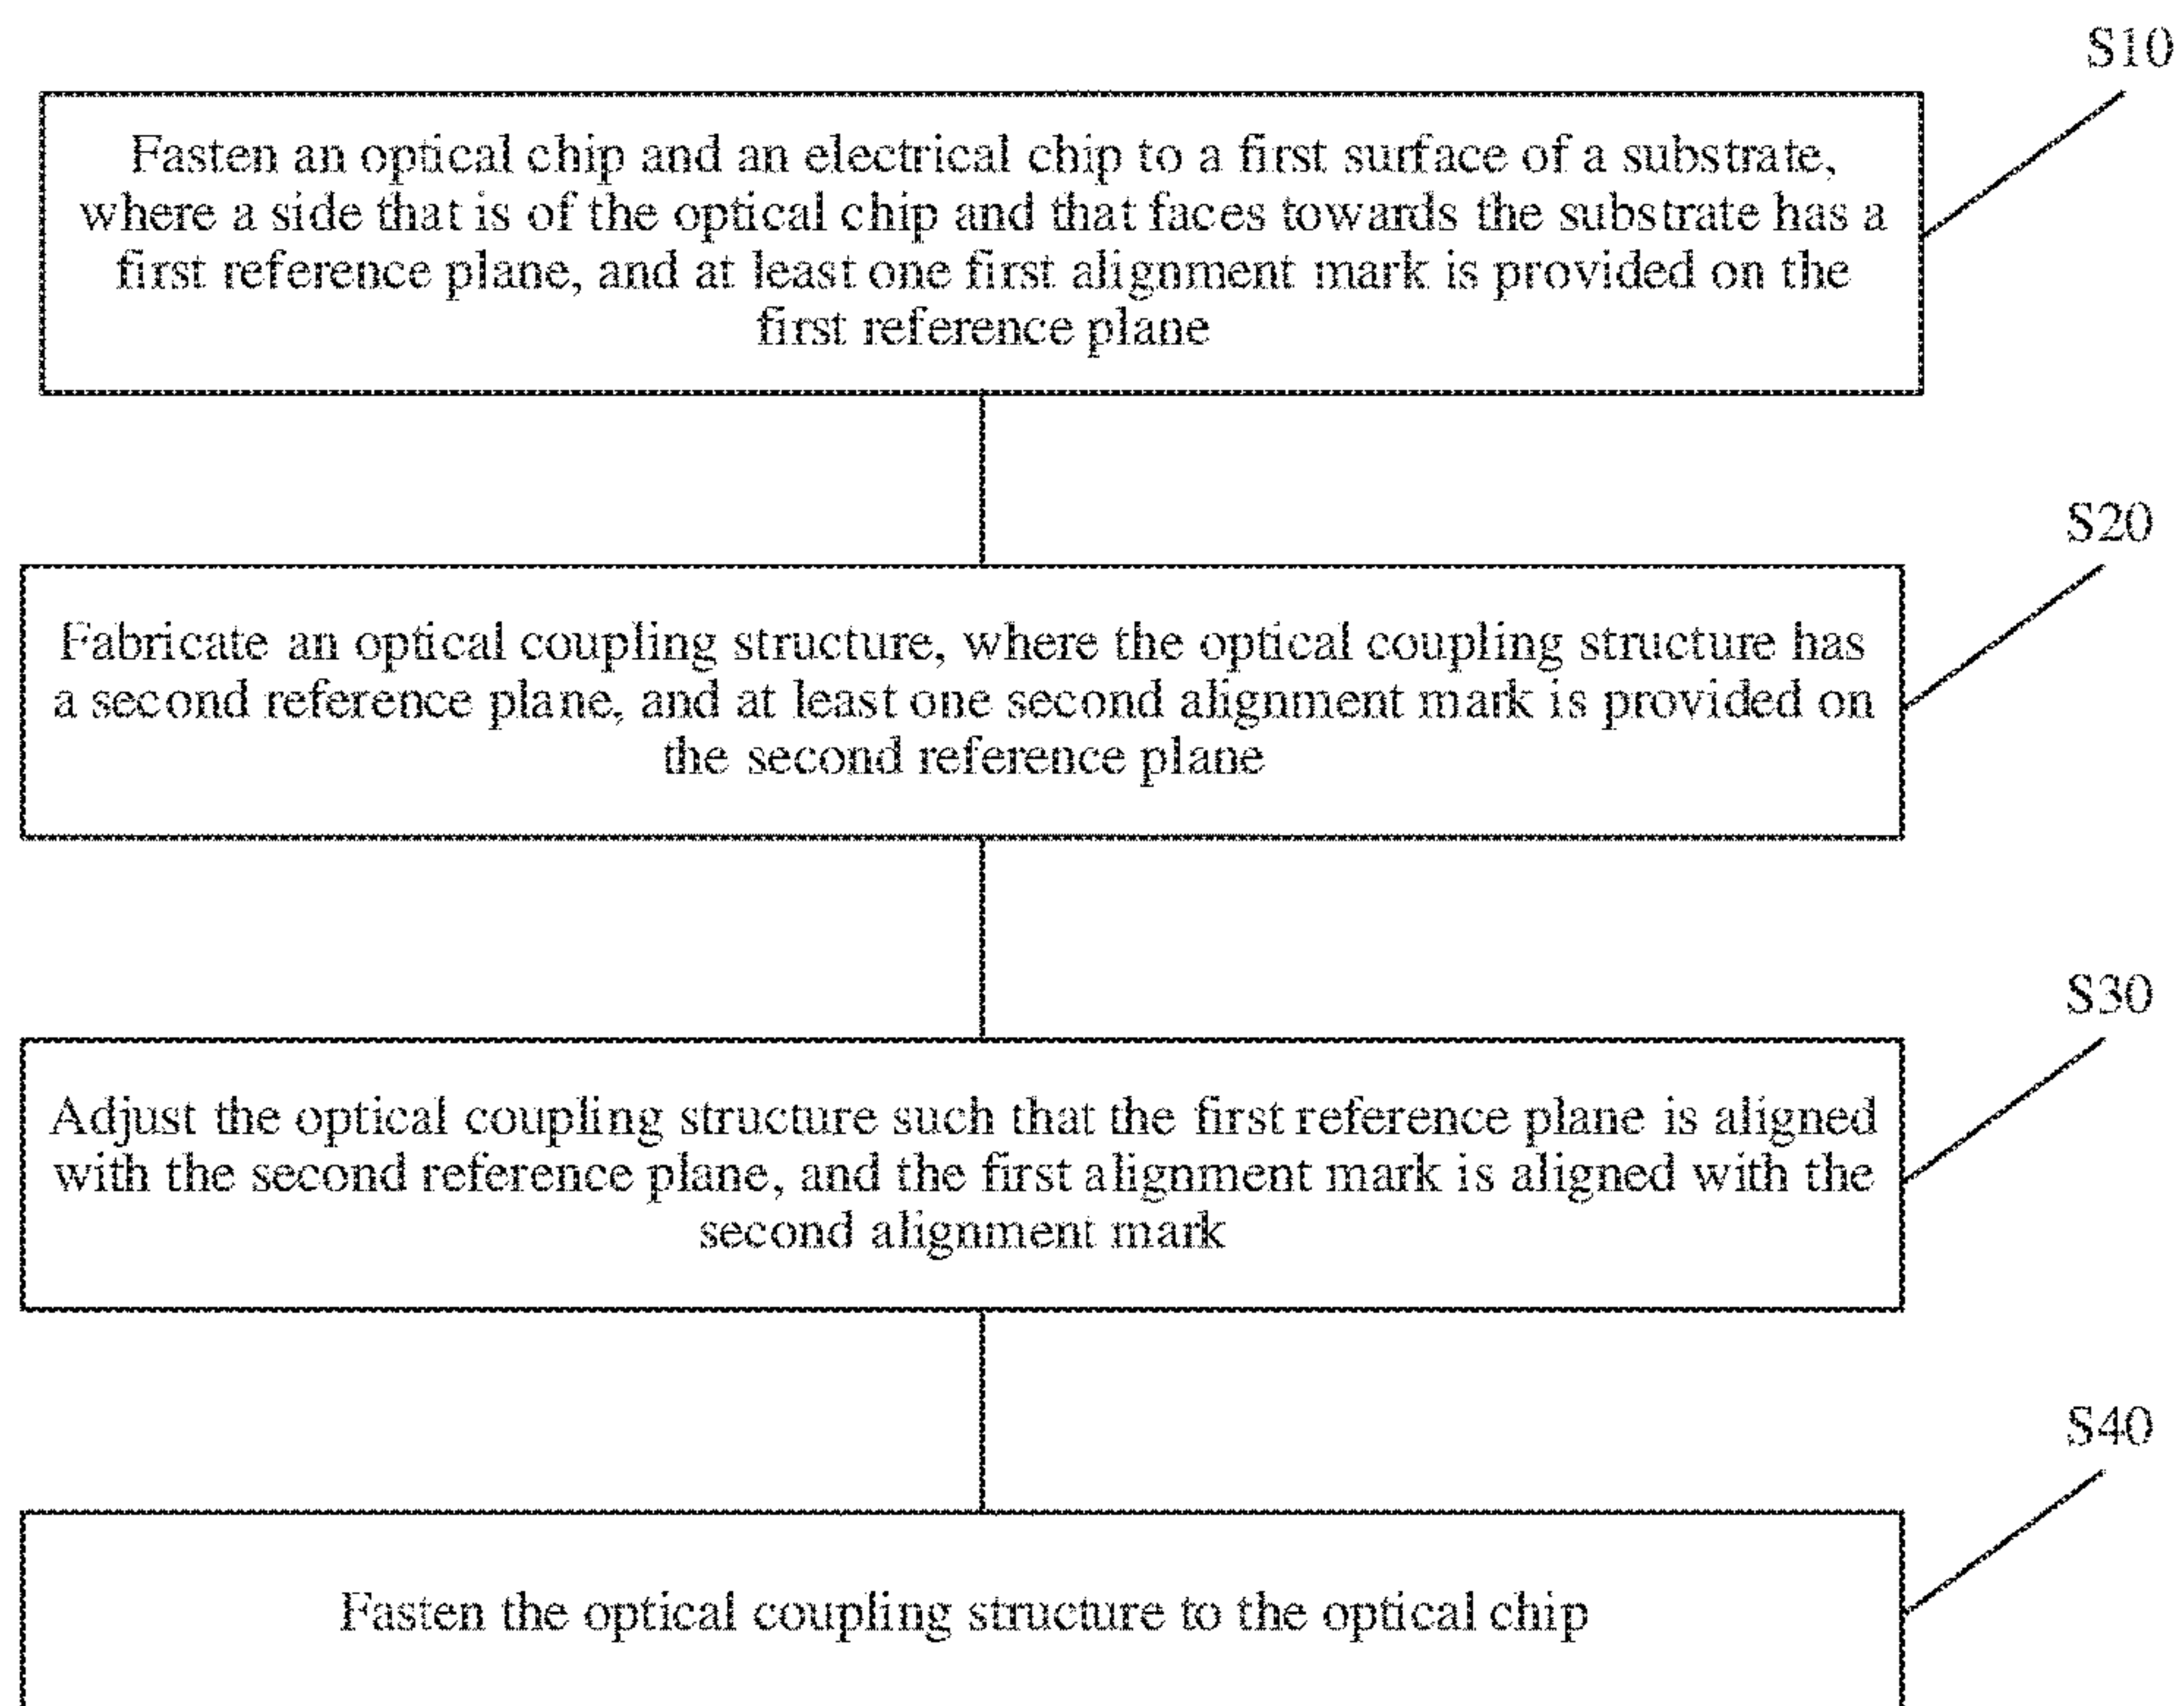 S10
Fasten an optical chip and an electrical chip to a first surface of a substrate,
where a side that is of the optical chip and that faces towards the substrate has a
first reference plane, and at least one first alignment mark is provided on the
first reference plane
S20
Fabricate an optical coupling structure, where the optical coupling structure has
a second reference plane, and at least one second alignment mark is provided on
the second reference plane
S30
Adjust the optical coupling structure such that the first reference plane is aligned
with the second reference plane, and the first alignment mark is aligned with the
second alignment mark
S40
Fasten the optical coupling structure to the optical chip